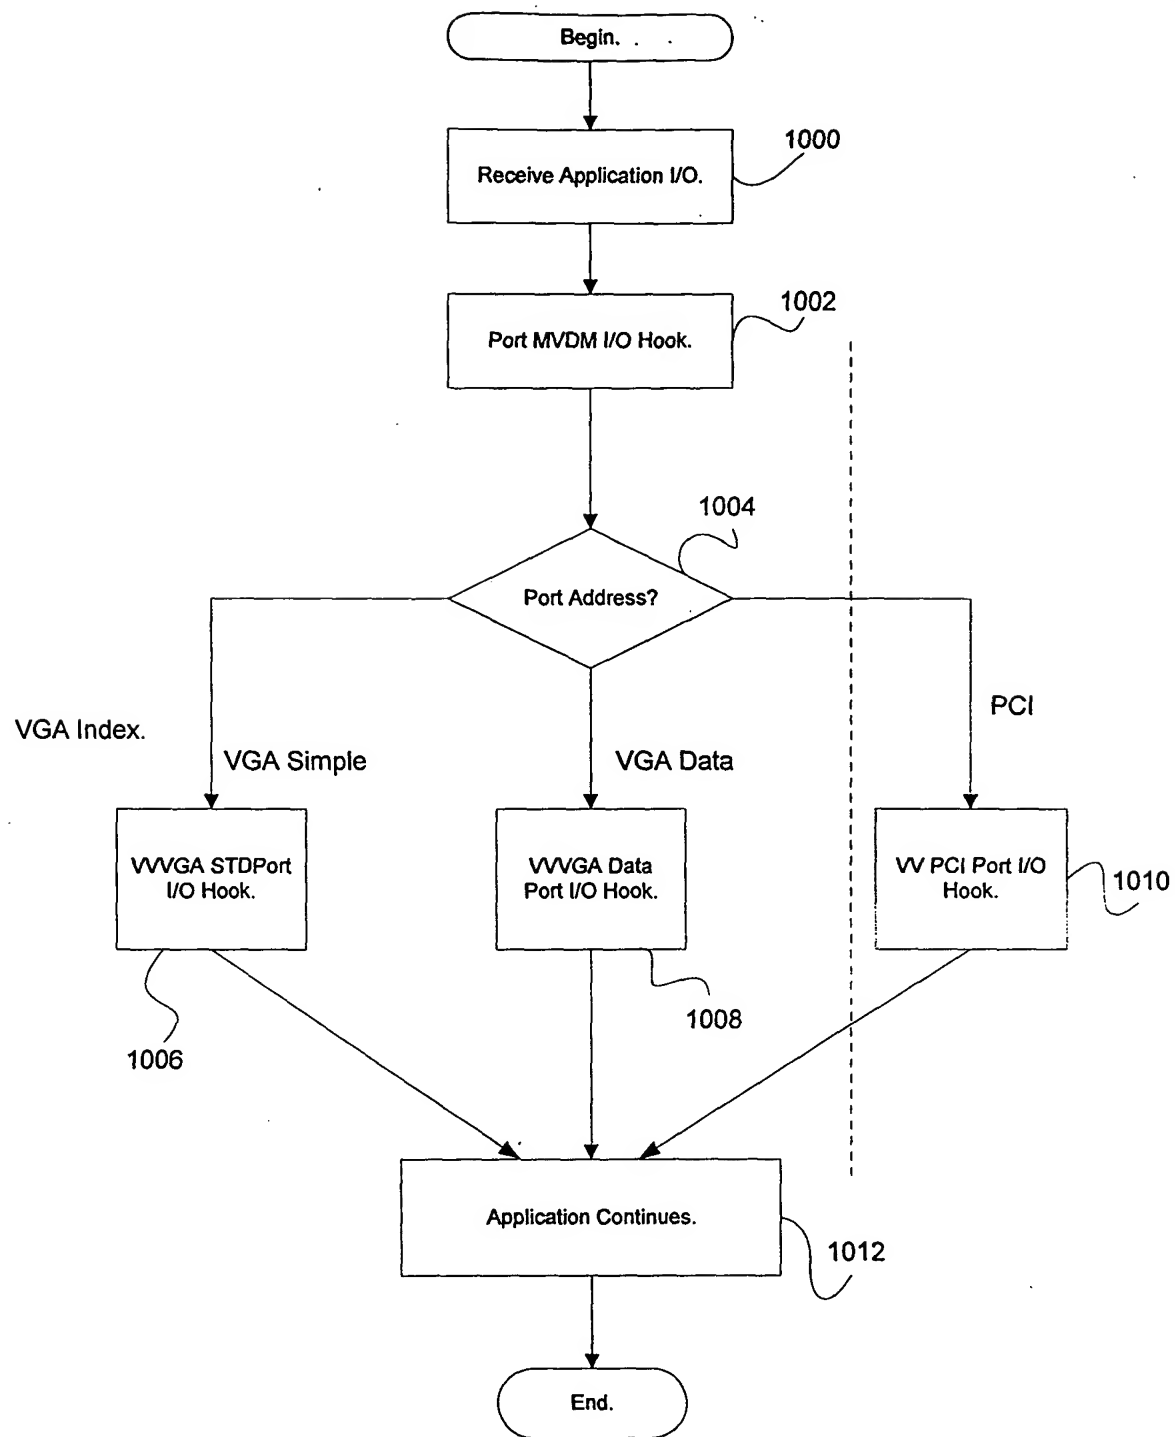 Begin.
1000
Receive Application I/O.
1002
Port MVDM I/O Hook.
1004
Port Address?
VGA Index.
VGA Simple
VGA Data
PCI
VVVGA STDPort
I/O Hook.
VVVGA Data
Port I/O Hook.
VV PCI Port I/O
Hook.
1010
1006
1008
Application Continues.
1012
End.